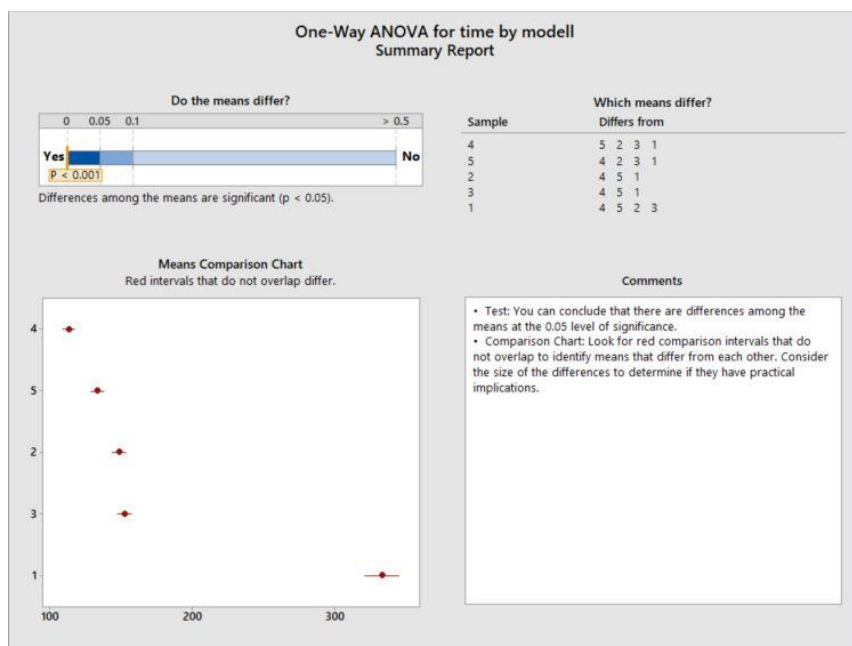 One-Way ANOVA for time by modell
Summary Report
Do the means differ?
0 0.05 0.1 > 0.5
Yes No
P < 0.001
Differences among the means are significant (p < 0.05).
Which means differ?
Sample Differs from
4 5 2 3 1
5 4 2 3 1
2 4 5 1
3 4 5 1
1 4 5 2 3
Means Comparison Chart
Red intervals that do not overlap differ.
4
5
2
3
1
100 200 300
Comments
• Test: You can conclude that there are differences among the
means at the 0.05 level of significance.
• Comparison Chart: Look for red comparison intervals that do
not overlap to identify means that differ from each other. Consider
the size of the differences to determine if they have practical
implications.